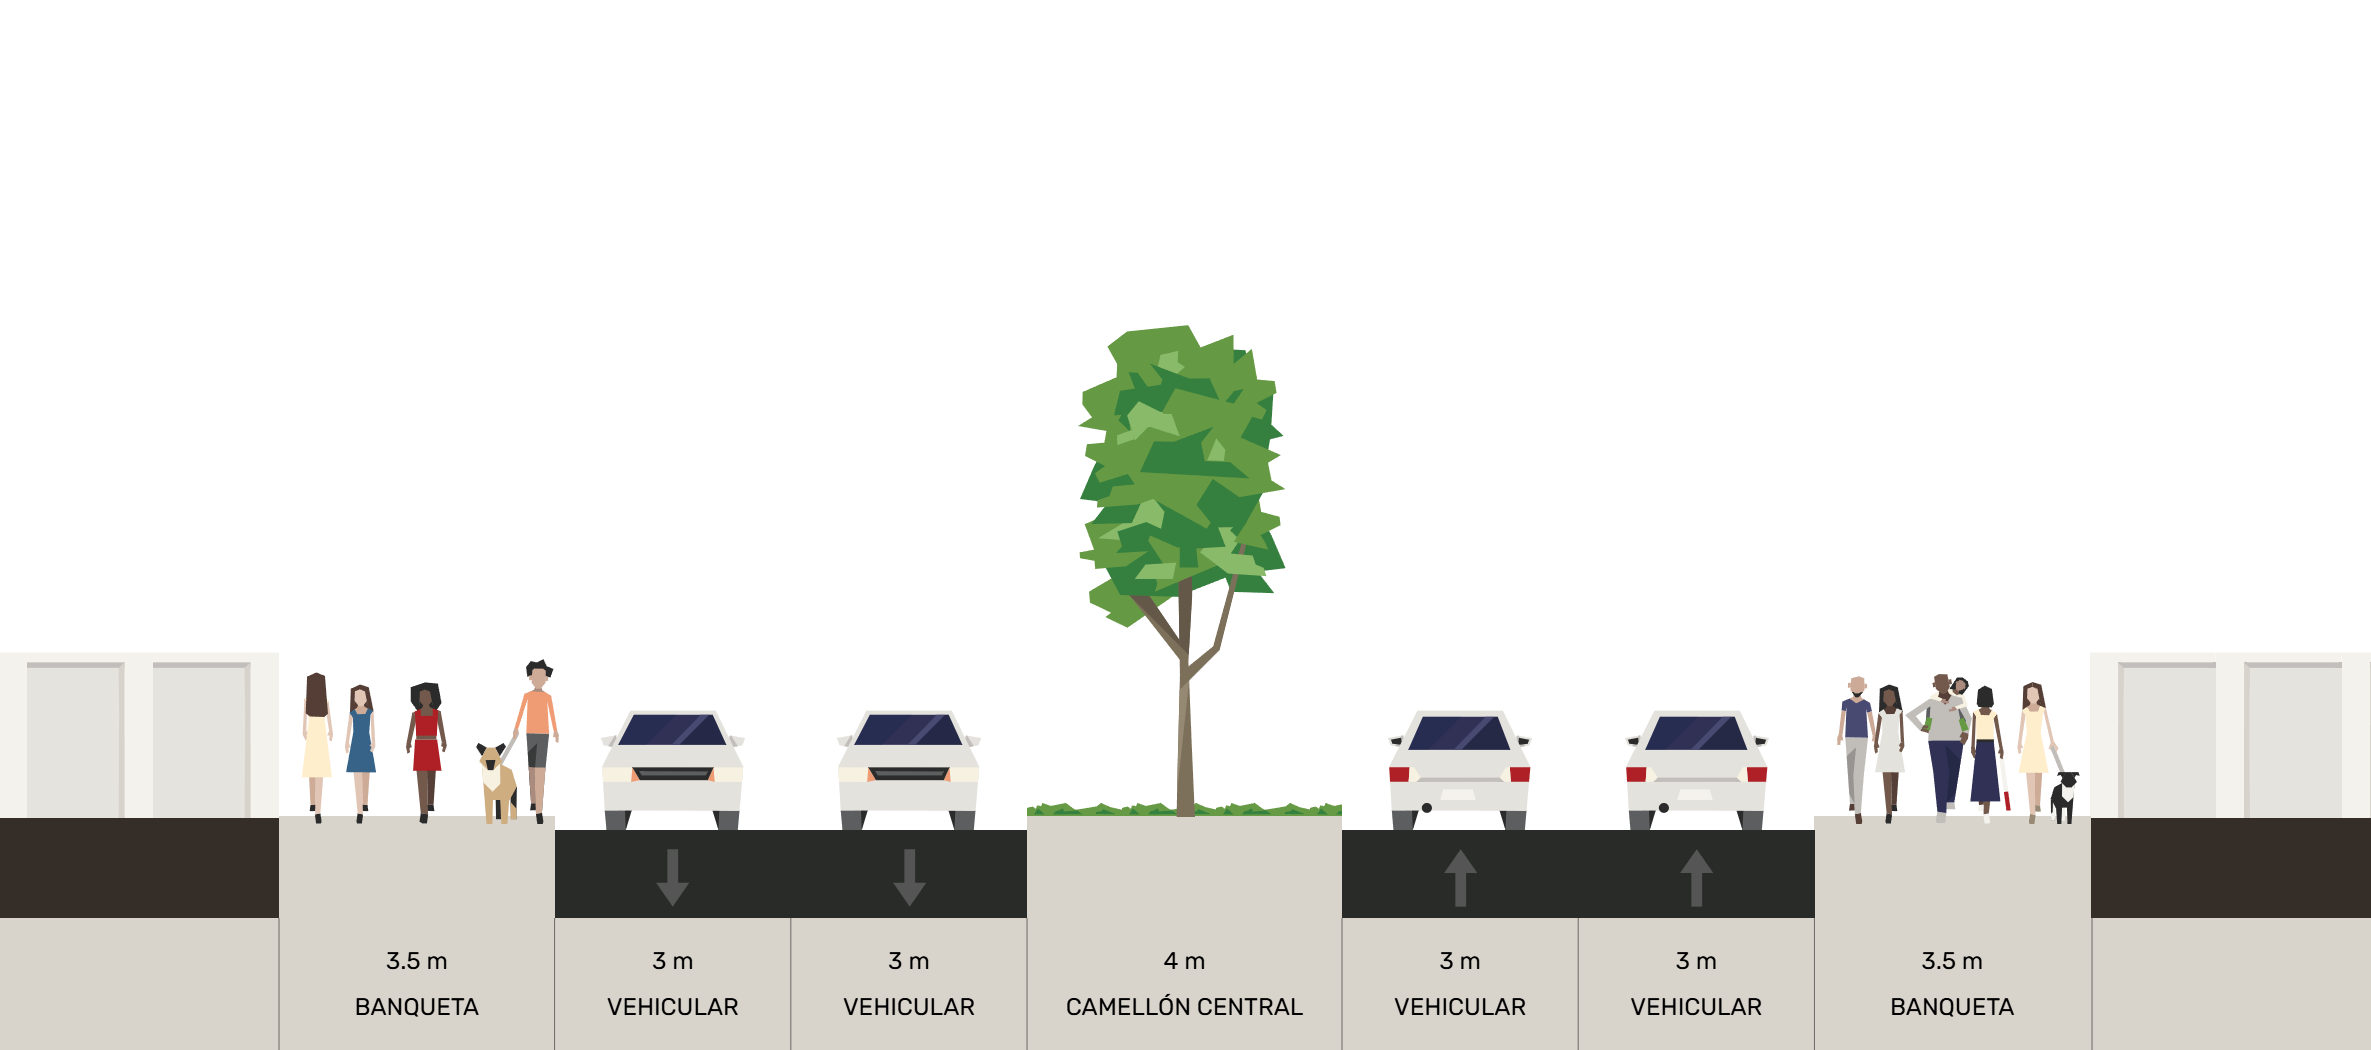 3.5 m
BANQUETA
3 m
VEHICULAR
3 m
VEHICULAR
4 m
CAMELLÓN CENTRAL
3 m
VEHICULAR
3 m
VEHICULAR
3.5 m
BANQUETA